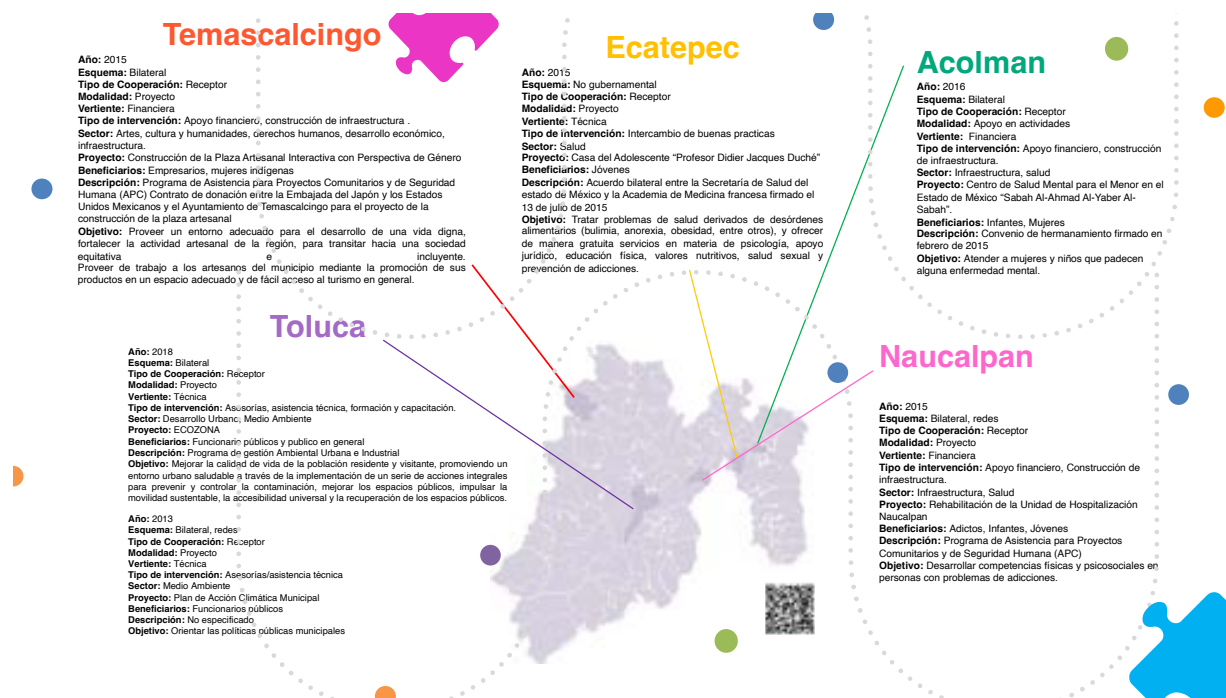 Temascalcingo
Año: 2015
Esquema: Bilateral
Tipo de Cooperación: Receptor
Modalidad: Proyecto
Vertiente: Financiera
Tipo de intervención: Apoyo financiero, construcción de infraestructura .
Sector: Artes, cultura y humanidades, derechos humanos, desarrollo económico,
infraestructura.
Proyecto: Construcción de la Plaza Artesanal Interactiva con Perspectiva de Género
Beneficiarios: Empresarios, mujeres indígenas
Descripción: Programa de Asistencia para Proyectos Comunitarios y de Seguridad
Humana (APC) Contrato de donación entre la Embajada del Japón y los Estados
Unidos Mexicanos y el Ayuntamiento de Temascalcingo para el proyecto de la
construcción de la plaza artesanal
Objetivo: Proveer un entorno adecuado para el desarrollo de una vida digna,
fortalecer la actividad artesanal de la región, para transitar hacia una sociedad
equitativa e incluyente.
Proveer de trabajo a los artesanos del municipio mediante la promoción de sus
productos en un espacio adecuado y de fácil acceso al turismo en general.
Ecatepec
Año: 2015
Esquema: No gubernamental
Tipo de Cooperación: Receptor
Modalidad: Proyecto
Vertiente: Técnica
Tipo de intervención: Intercambio de buenas practicas
Sector: Salud
Proyecto: Casa del Adolescente “Profesor Didier Jacques Duché”
Beneficiarios: Jóvenes
Descripción: Acuerdo bilateral entre la Secretaría de Salud del
estado de México y la Academia de Medicina francesa firmado el
13 de julio de 2015
Objetivo: Tratar problemas de salud derivados de desórdenes
alimentarios (bulimia, anorexia, obesidad, entre otros), y ofrecer
de manera gratuita servicios en materia de psicología, apoyo
jurídico, educación física, valores nutritivos, salud sexual y
prevención de adicciones.
Acolman
Año: 2016
Esquema: Bilateral
Tipo de Cooperación: Receptor
Modalidad: Apoyo en actividades
Vertiente: Financiera
Tipo de intervención: Apoyo financiero, construcción
de infraestructura.
Sector: Infraestructura, salud
Proyecto: Centro de Salud Mental para el Menor en el
Estado de México “Sabah Al-Ahmad Al-Yaber Al-
Sabah”.
Beneficiarios: Infantes, Mujeres
Descripción: Convenio de hermanamiento firmado en
febrero de 2015
Objetivo: Atender a mujeres y niños que padecen
alguna enfermedad mental.
Toluca
Año: 2018
Esquema: Bilateral
Tipo de Cooperación: Receptor
Modalidad: Proyecto
Vertiente: Técnica
Tipo de intervención: Asesorías, asistencia técnica, formación y capacitación.
Sector: Desarrollo Urbano, Medio Ambiente
Proyecto: ECOZONA
Beneficiarios: Funcionario públicos y publico en general
Descripción: Programa de gestión Ambiental Urbana e Industrial
Objetivo: Mejorar la calidad de vida de la población residente y visitante, promoviendo un
entorno urbano saludable a través de la implementación de un serie de acciones integrales
para prevenir y controlar la contaminación, mejorar los espacios públicos, impulsar la
movilidad sustentable, la accesibilidad universal y la recuperación de los espacios públicos.
Año: 2013
Esquema: Bilateral, redes
Tipo de Cooperación: Receptor
Modalidad: Proyecto
Vertiente: Técnica
Tipo de intervención: Asesorías/asistencia técnica
Sector: Medio Ambiente
Proyecto: Plan de Acción Climática Municipal
Beneficiarios: Funcionarios públicos
Descripción: No especificado
Objetivo: Orientar las políticas públicas municipales
Naucalpan
Año: 2015
Esquema: Bilateral, redes
Tipo de Cooperación: Receptor
Modalidad: Proyecto
Vertiente: Financiera
Tipo de intervención: Apoyo financiero, Construcción de
infraestructura.
Sector: Infraestructura, Salud
Proyecto: Rehabilitación de la Unidad de Hospitalización
Naucalpan
Beneficiarios: Adictos, Infantes, Jóvenes
Descripción: Programa de Asistencia para Proyectos
Comunitarios y de Seguridad Humana (APC)
Objetivo: Desarrollar competencias físicas y psicosociales en
personas con problemas de adicciones.